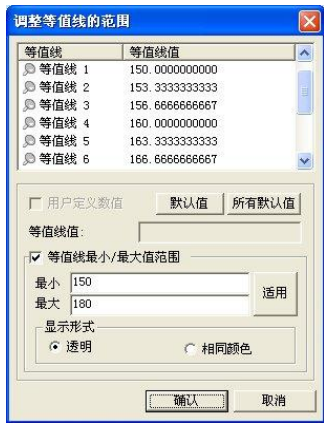 调整等值线的范围
等值线 等值线值
等值线 1 150.0000000000
等值线 2 153.3333333333
等值线 3 156.6666666667
等值线 4 160.0000000000
等值线 5 163.3333333333
等值线 6 166.6666666667
用户定义数值 默认值 所有默认值
等值线值:
等值线最小/最大值范围
最小 150
最大 180
适用
显示形式
透明 相同颜色
确认 取消